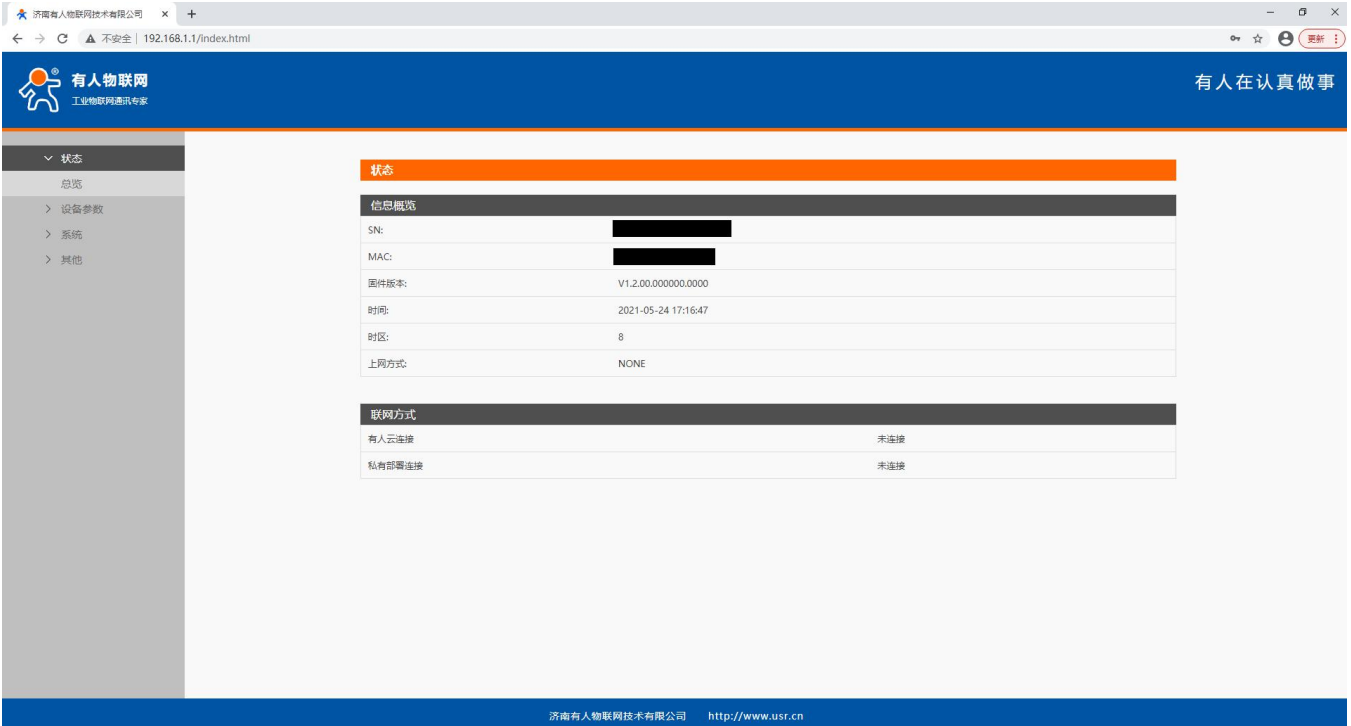 济南有人物联网技术有限公司
不安全 | 192.168.1.1/index.html
更新
有人物联网
工业物联网通讯专家
有人在认真做事
状态
总览
设备参数
系统
其他
状态
信息概览
SN:
MAC:
固件版本: V1.2.00.000000.0000
时间: 2021-05-24 17:16:47
时区: 8
上网方式: NONE
联网方式
有人云连接 未连接
私有部署连接 未连接
济南有人物联网技术有限公司 http://www.usr.cn